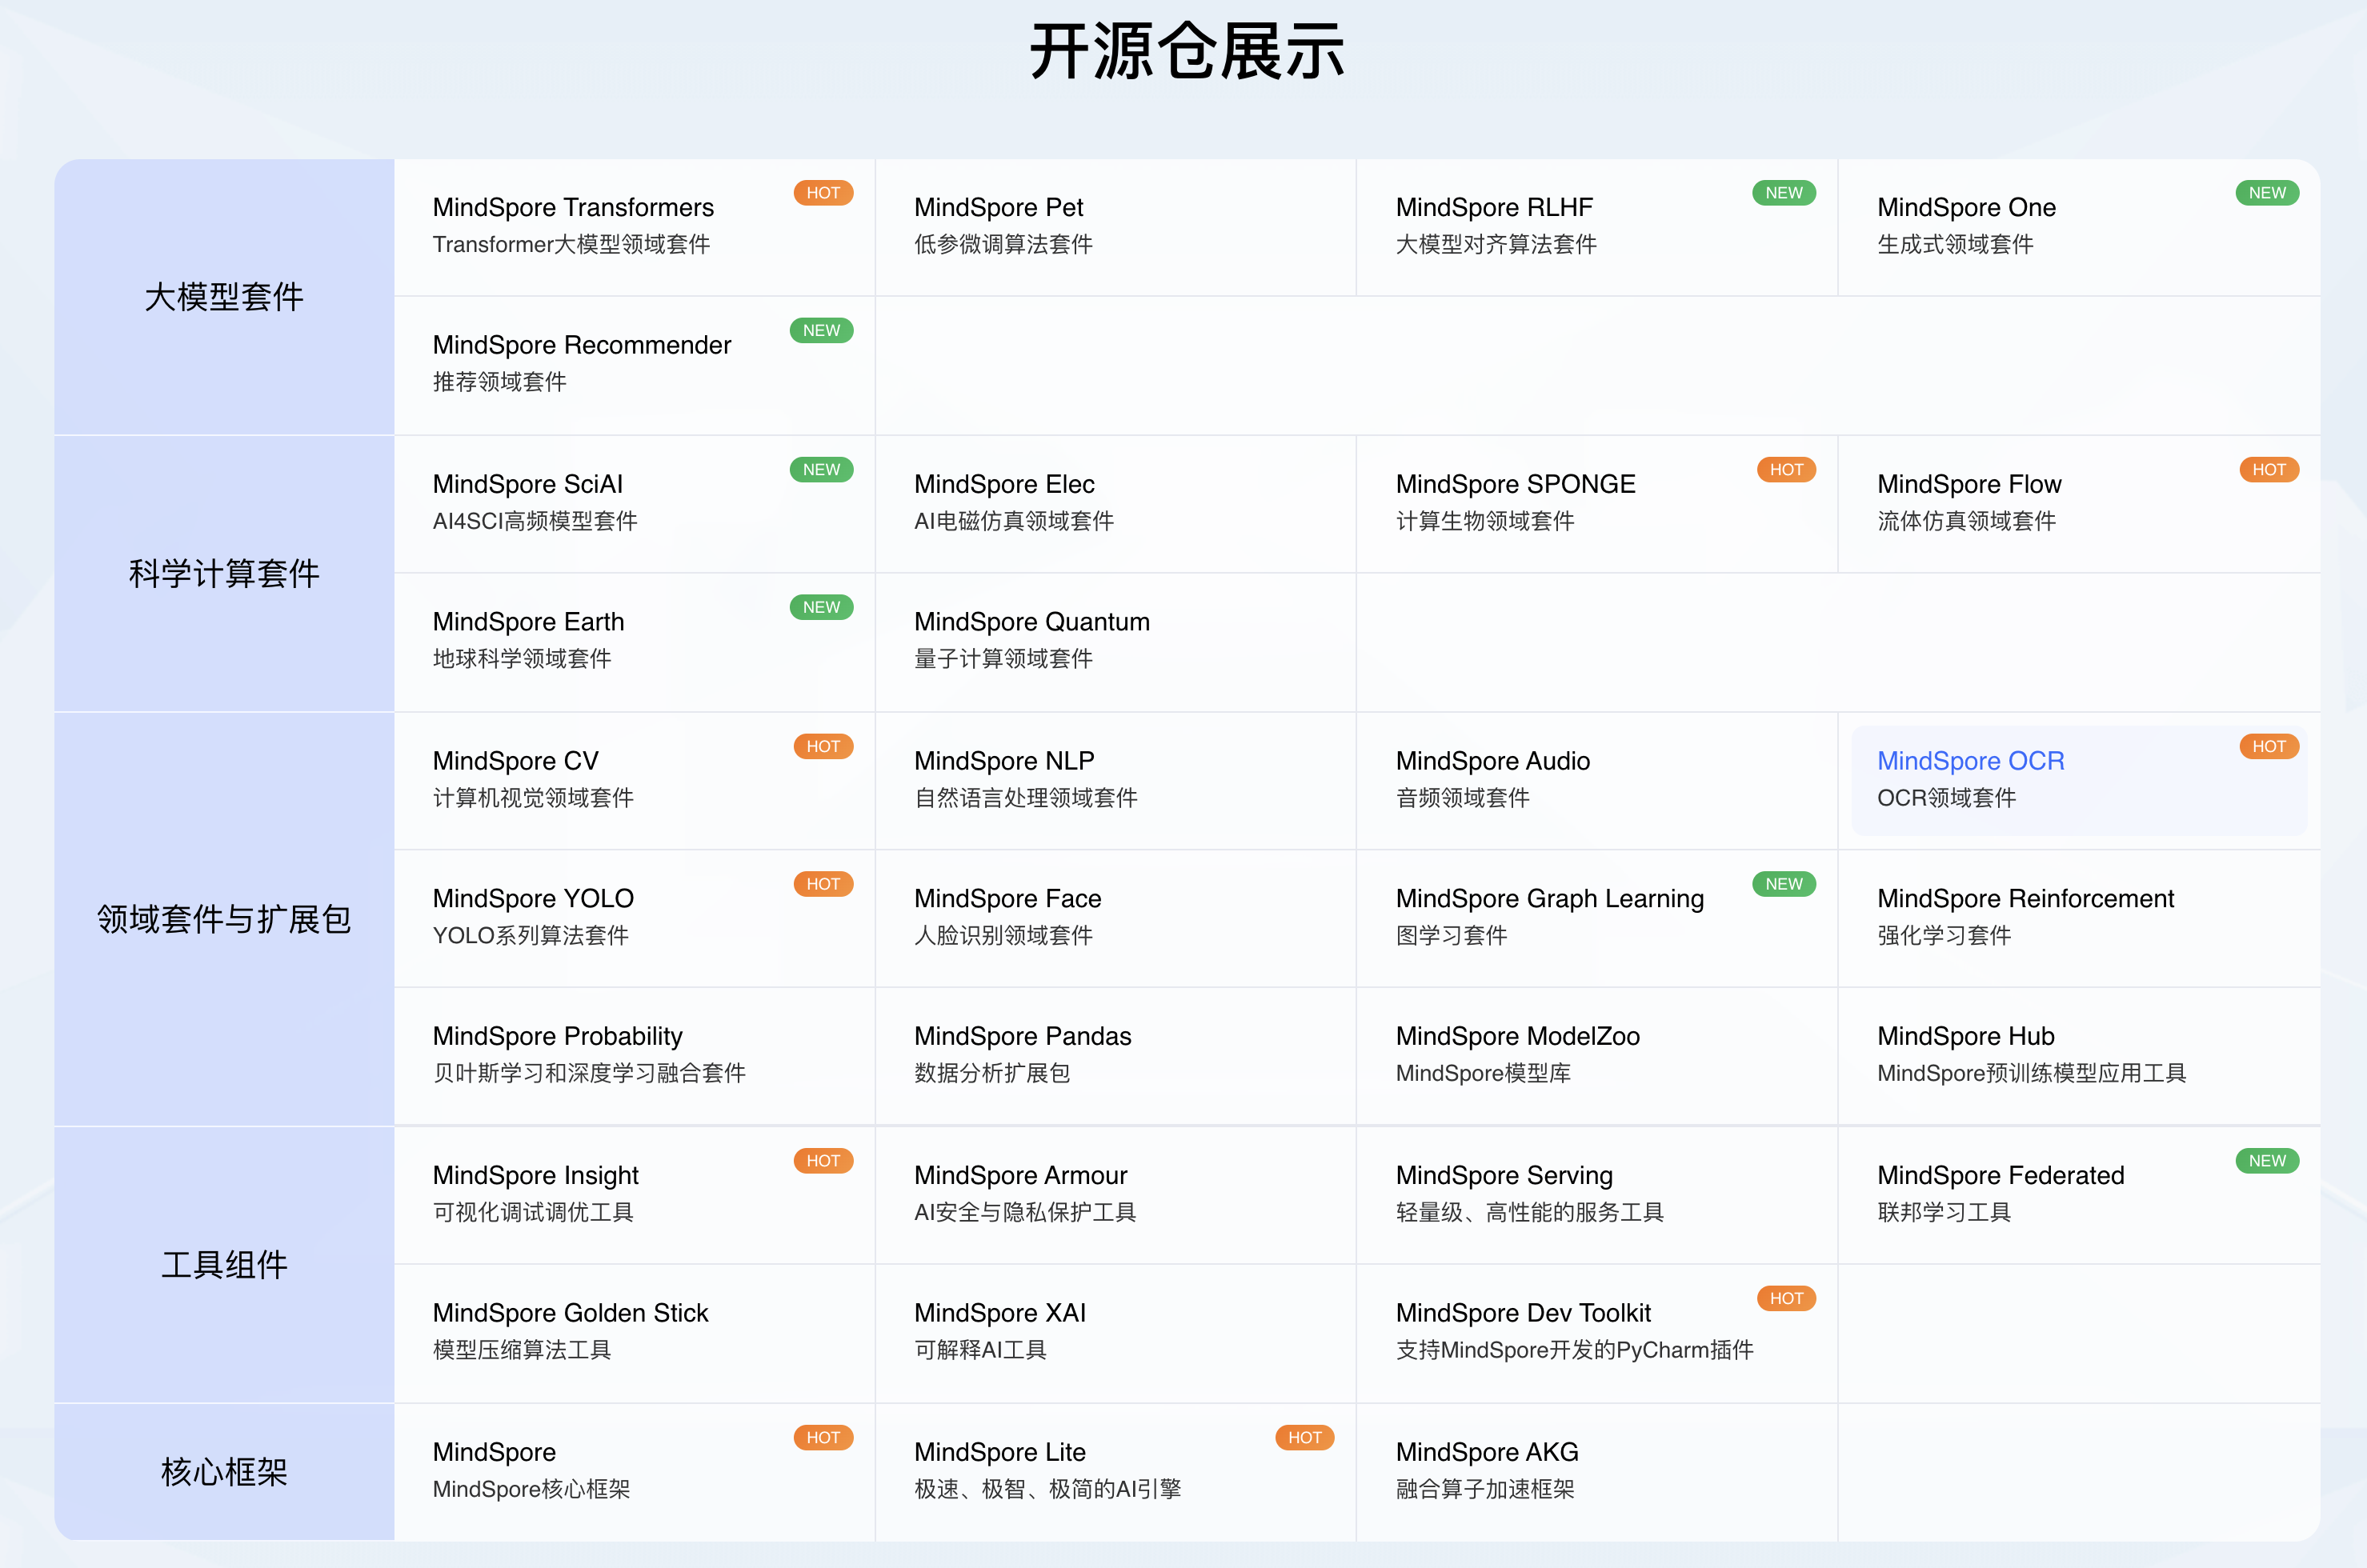 开源仓展示
大模型套件
MindSpore Transformers
HOT
Transformer大模型领域套件
MindSpore Pet
低参微调算法套件
MindSpore RLHF
NEW
大模型对齐算法套件
MindSpore One
NEW
生成式领域套件
MindSpore Recommender
NEW
推荐领域套件
科学计算套件
MindSpore SciAI
NEW
AI4SCI高频模型套件
MindSpore Elec
AI电磁仿真领域套件
MindSpore SPONGE
HOT
计算生物领域套件
MindSpore Flow
HOT
流体仿真领域套件
MindSpore Earth
NEW
地球科学领域套件
MindSpore Quantum
量子计算领域套件
领域套件与扩展包
MindSpore CV
HOT
计算机视觉领域套件
MindSpore NLP
自然语言处理领域套件
MindSpore Audio
音频领域套件
MindSpore OCR
HOT
OCR领域套件
MindSpore YOLO
HOT
YOLO系列算法套件
MindSpore Face
人脸识别领域套件
MindSpore Graph Learning
NEW
图学习套件
MindSpore Reinforcement
强化学习套件
MindSpore Probability
贝叶斯学习和深度学习融合套件
MindSpore Pandas
数据分析扩展包
MindSpore ModelZoo
MindSpore模型库
MindSpore Hub
MindSpore预训练模型应用工具
工具组件
MindSpore Insight
HOT
可视化调试调优工具
MindSpore Armour
AI安全与隐私保护工具
MindSpore Serving
轻量级、高性能的服务工具
MindSpore Federated
NEW
联邦学习工具
MindSpore Golden Stick
模型压缩算法工具
MindSpore XAI
可解释AI工具
MindSpore Dev Toolkit
HOT
支持MindSpore开发的PyCharm插件
核心框架
MindSpore
HOT
MindSpore核心框架
MindSpore Lite
HOT
极速、极智、极简的AI引擎
MindSpore AKG
融合算子加速框架